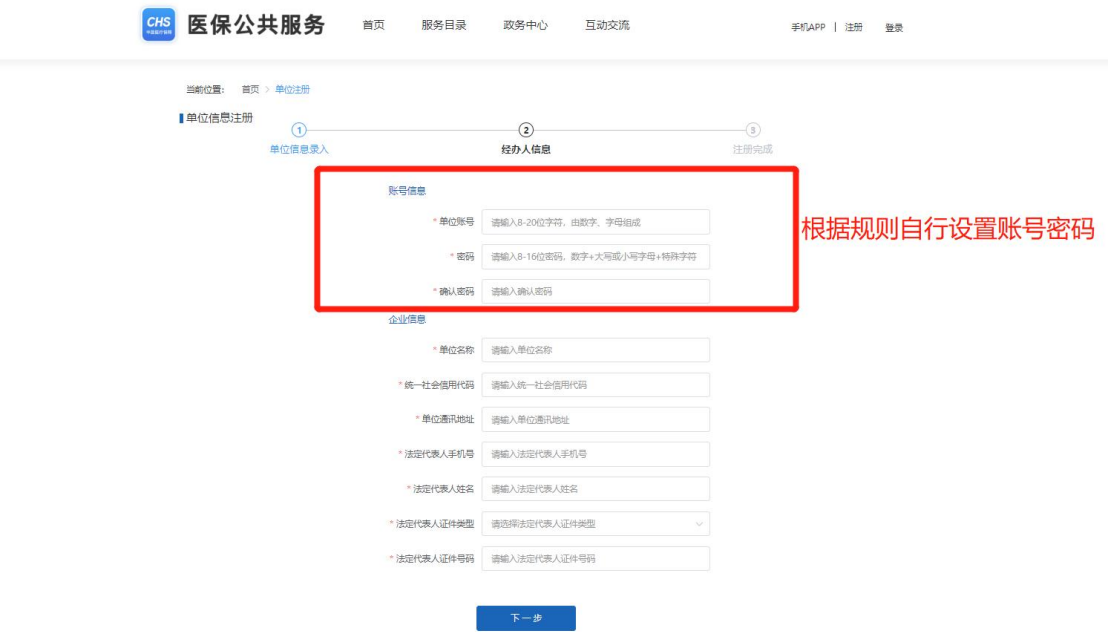 CHS 医保公共服务 首页 服务目录 政务中心 互动交流 手机APP | 注册 登录
当前位置: 首页 > 单位注册
单位信息注册
1 2 3
单位信息录入 经办人信息 注册完成
账号信息
* 单位账号 请输入8-20位字符,由数字、字母组成
根据规则自行设置账号密码
* 密码 请输入8-16位密码,数字+大写或小写字母+特殊字符
* 确认密码 请输入确认密码
企业信息
* 单位名称 请输入单位名称
* 统一社会信用代码 请输入统一社会信用代码
* 单位通讯地址 请输入单位通讯地址
* 法定代表人手机号 请输入法定代表人手机号
* 法定代表人姓名 请输入法定代表人姓名
* 法定代表人证件类型 请选择法定代表人证件类型
* 法定代表人证件号码 请输入法定代表人证件号码
下一步